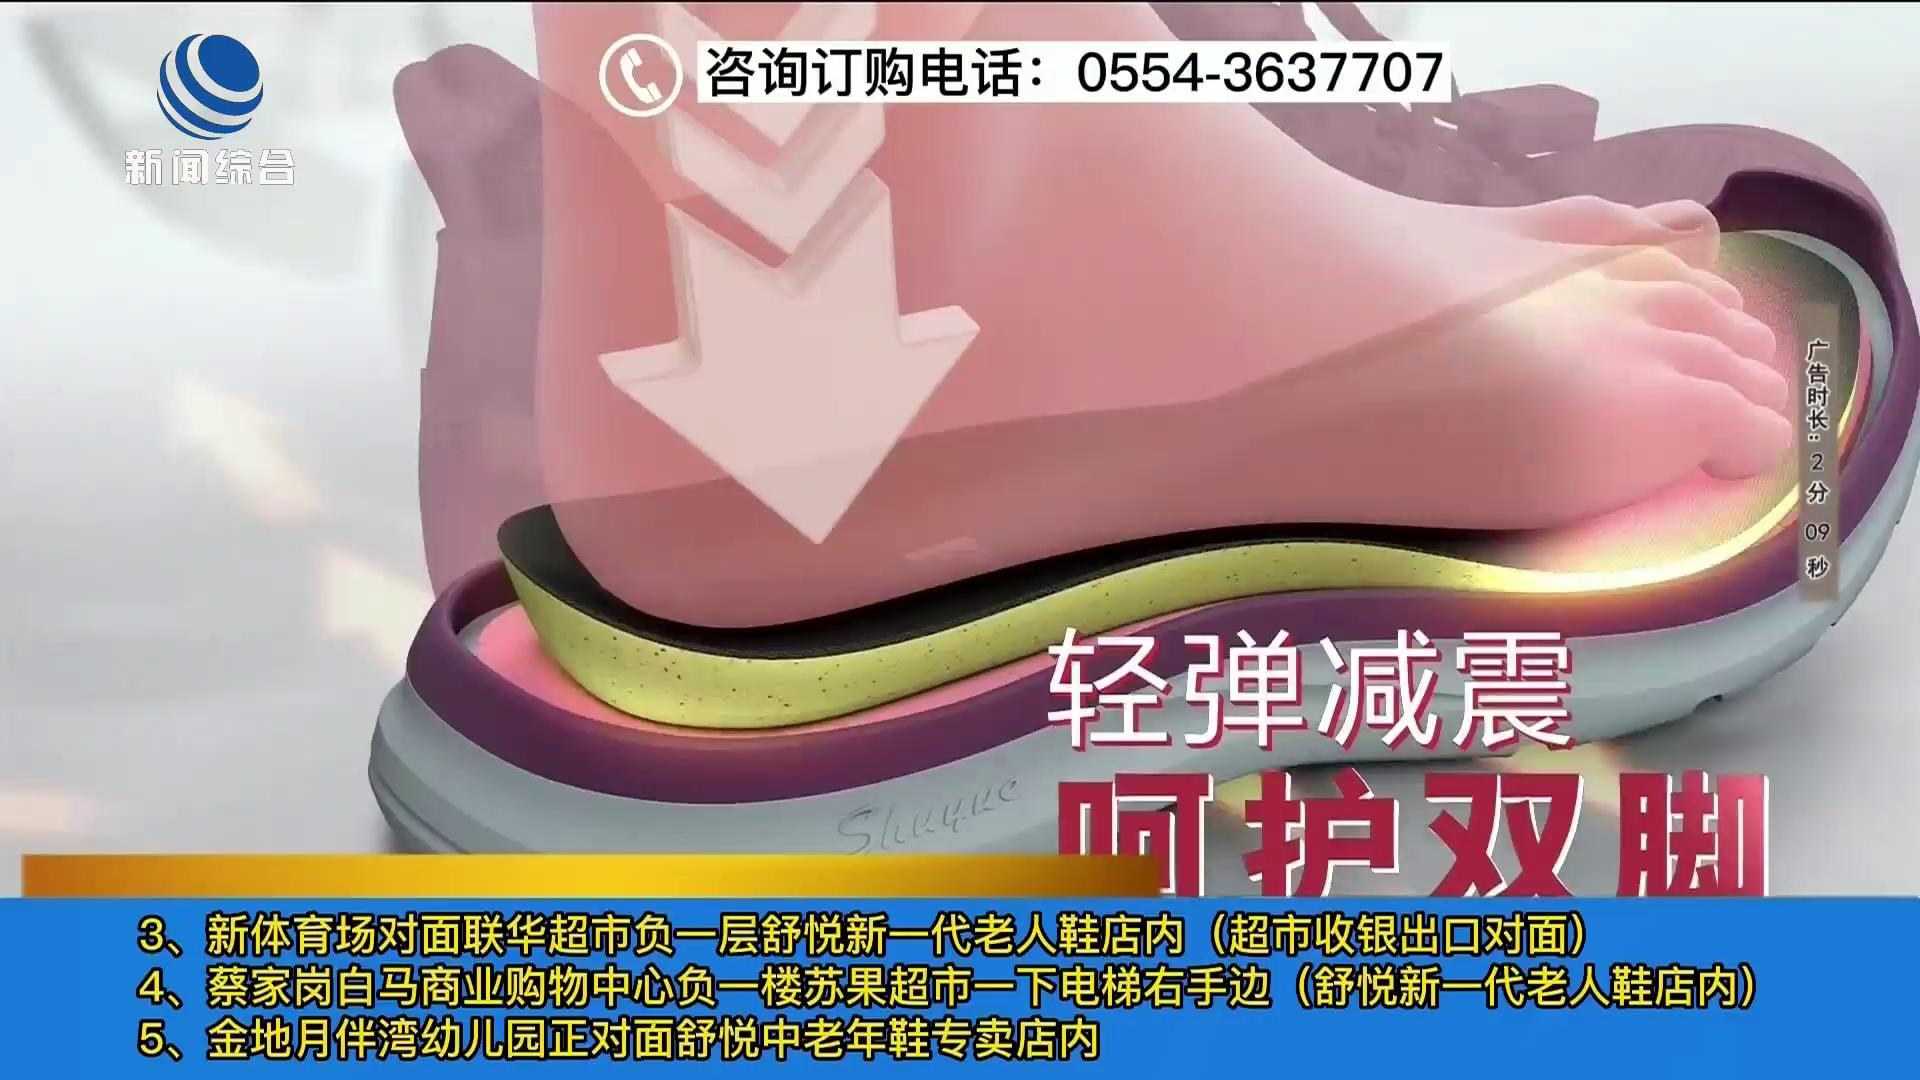 咨询订购电话：0554-3637707
新闻综合
广告时长：2分09秒
轻弹减震
呵护双脚
Shuyue
3、新体育场对面联华超市负一层舒悦新一代老人鞋店内（超市收银出口对面）
4、蔡家岗白马商业购物中心负一楼苏果超市一下电梯右手边（舒悦新一代老人鞋店内）
5、金地月伴湾幼儿园正对面舒悦中老年鞋专卖店内